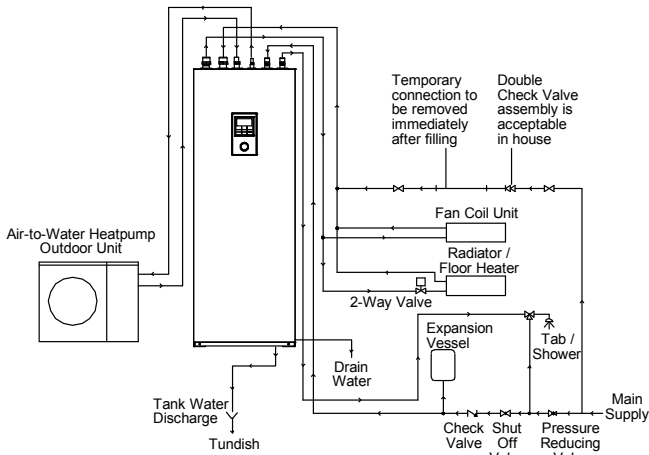 Temporary
connection to
be removed
immediately
after filling
Double
Check Valve
assembly is
acceptable
in house
Fan Coil Unit
Air-to-Water Heatpump
Outdoor Unit
Radiator /
Floor Heater
2-Way Valve
Expansion
Vessel
Tab /
Shower
Drain
Water
Tank Water
Discharge
Tundish
Main
Supply
Check
Valve
Shut
Off
Pressure
Reducing